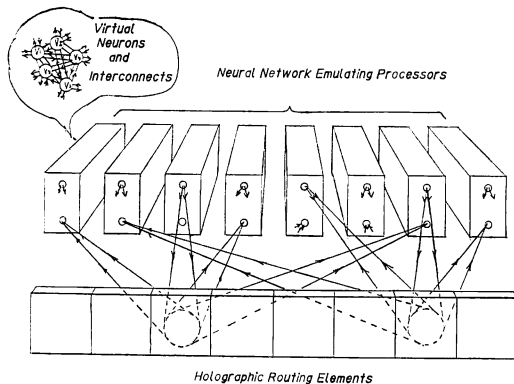 Virtual
Neurons
and
Interconnects
Neural Network Emulating Processors
Holographic Routing Elements